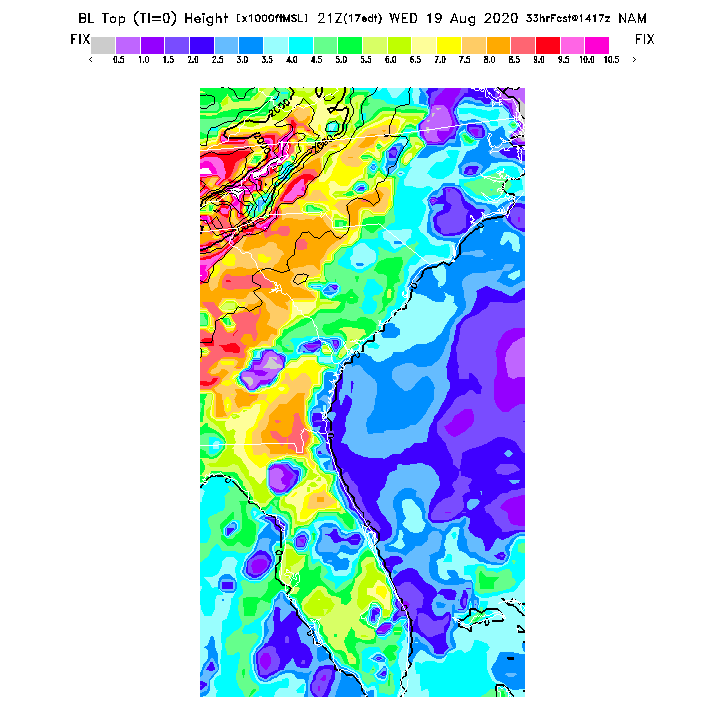 BL Top (TI=0) Height [x1000ftMSL] 21Z(17edt) WED 19 Aug 2020 33hrFcst@1417z NAM
FIX FIX
< 0.5 1.0 1.5 2.0 2.5 3.0 3.5 4.0 4.5 5.0 5.5 6.0 6.5 7.0 7.5 8.0 8.5 9.0 9.5 10.0 10.5 >
2000
2000